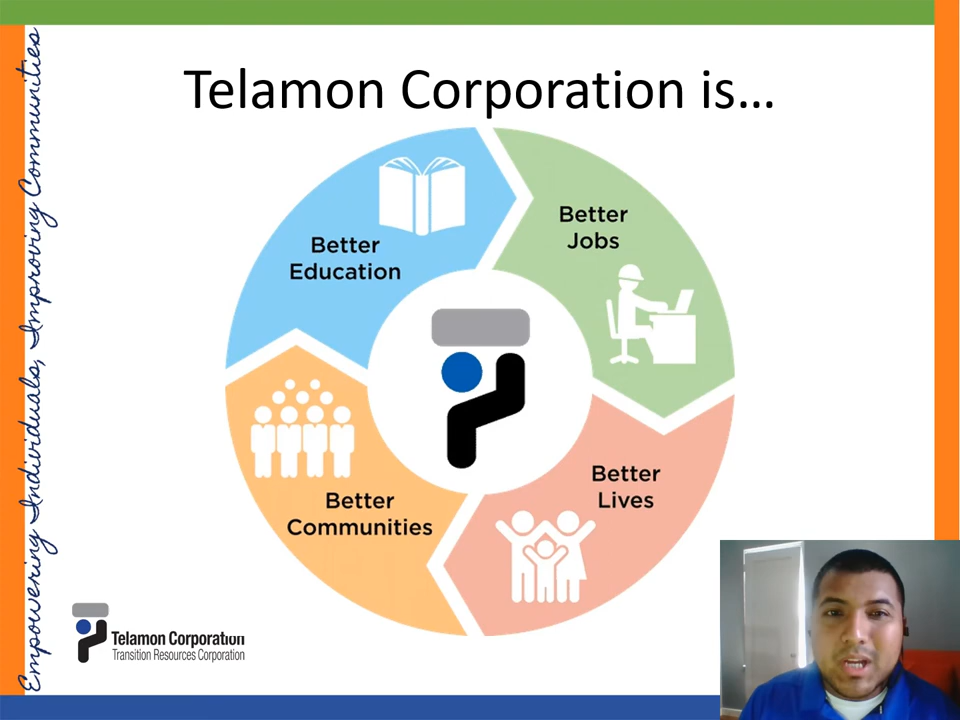 Telamon Corporation is…
Better
Education
Better
Jobs
Better
Communities
Better
Lives
Empowering Individuals, Improving Communities
Telamon Corporation
Transition Resources Corporation